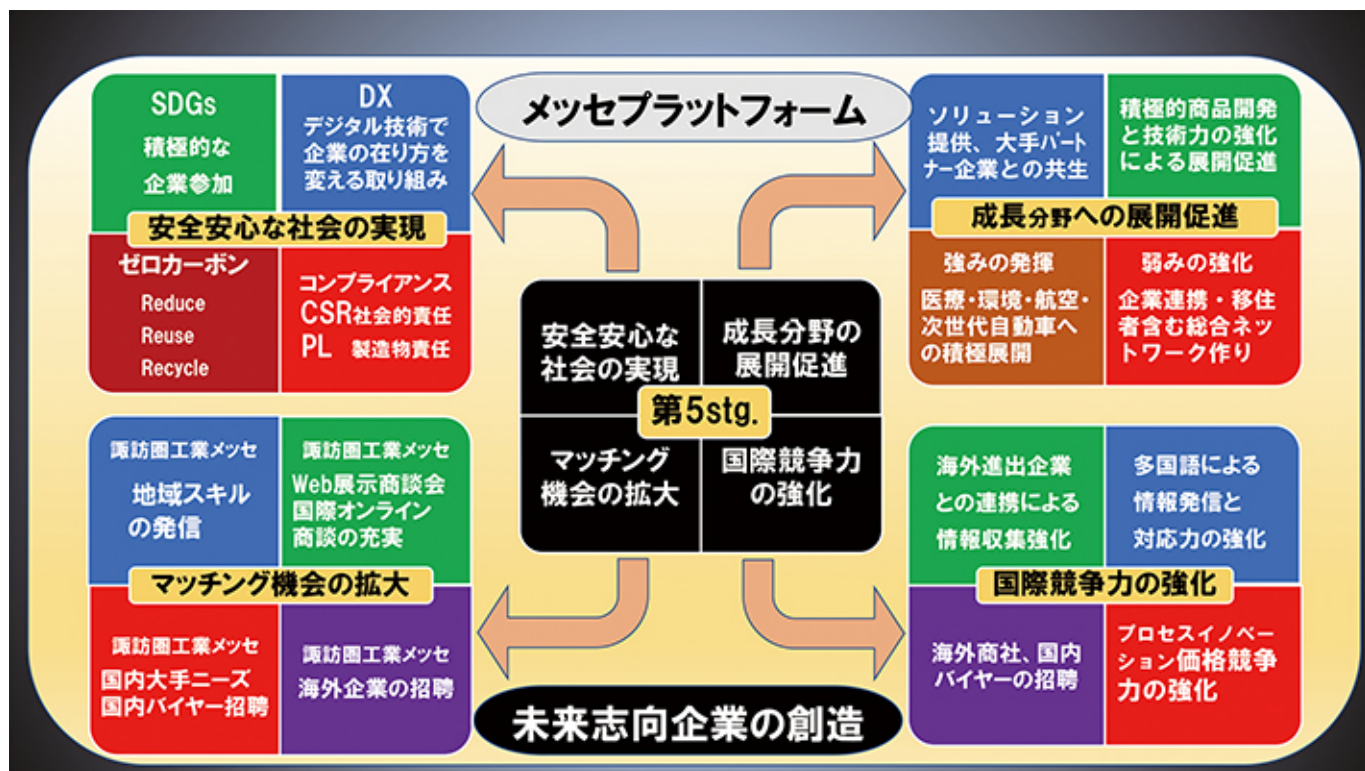 メッセプラットフォーム
SDGs
積極的な
企業参加
DX
デジタル技術で
企業の在り方を
変える取り組み
安全安心な社会の実現
ゼロカーボン
Reduce
Reuse
Recycle
コンプライアンス
CSR社会的責任
PL 製造物責任
ソリューション
提供、大手パート
ナー企業との共生
積極的商品開発
と技術力の強化
による展開促進
成長分野への展開促進
強みの発揮
医療・環境・航空・
次世代自動車へ
の積極展開
弱みの強化
企業連携・移住
者含む総合ネッ
トワーク作り
安全安心な
社会の実現
成長分野の
展開促進
第5stg.
マッチング
機会の拡大
国際競争力
の強化
諏訪圏工業メッセ
地域スキル
の発信
諏訪圏工業メッセ
Web展示商談会
国際オンライン
商談の充実
マッチング機会の拡大
諏訪圏工業メッセ
国内大手ニーズ
国内バイヤー招聘
諏訪圏工業メッセ
海外企業の招聘
海外進出企業
との連携による
情報収集強化
多国語による
情報発信と
対応力の強化
国際競争力の強化
海外商社、国内
バイヤーの招聘
プロセスイノベー
ション価格競争
力の強化
未来志向企業の創造